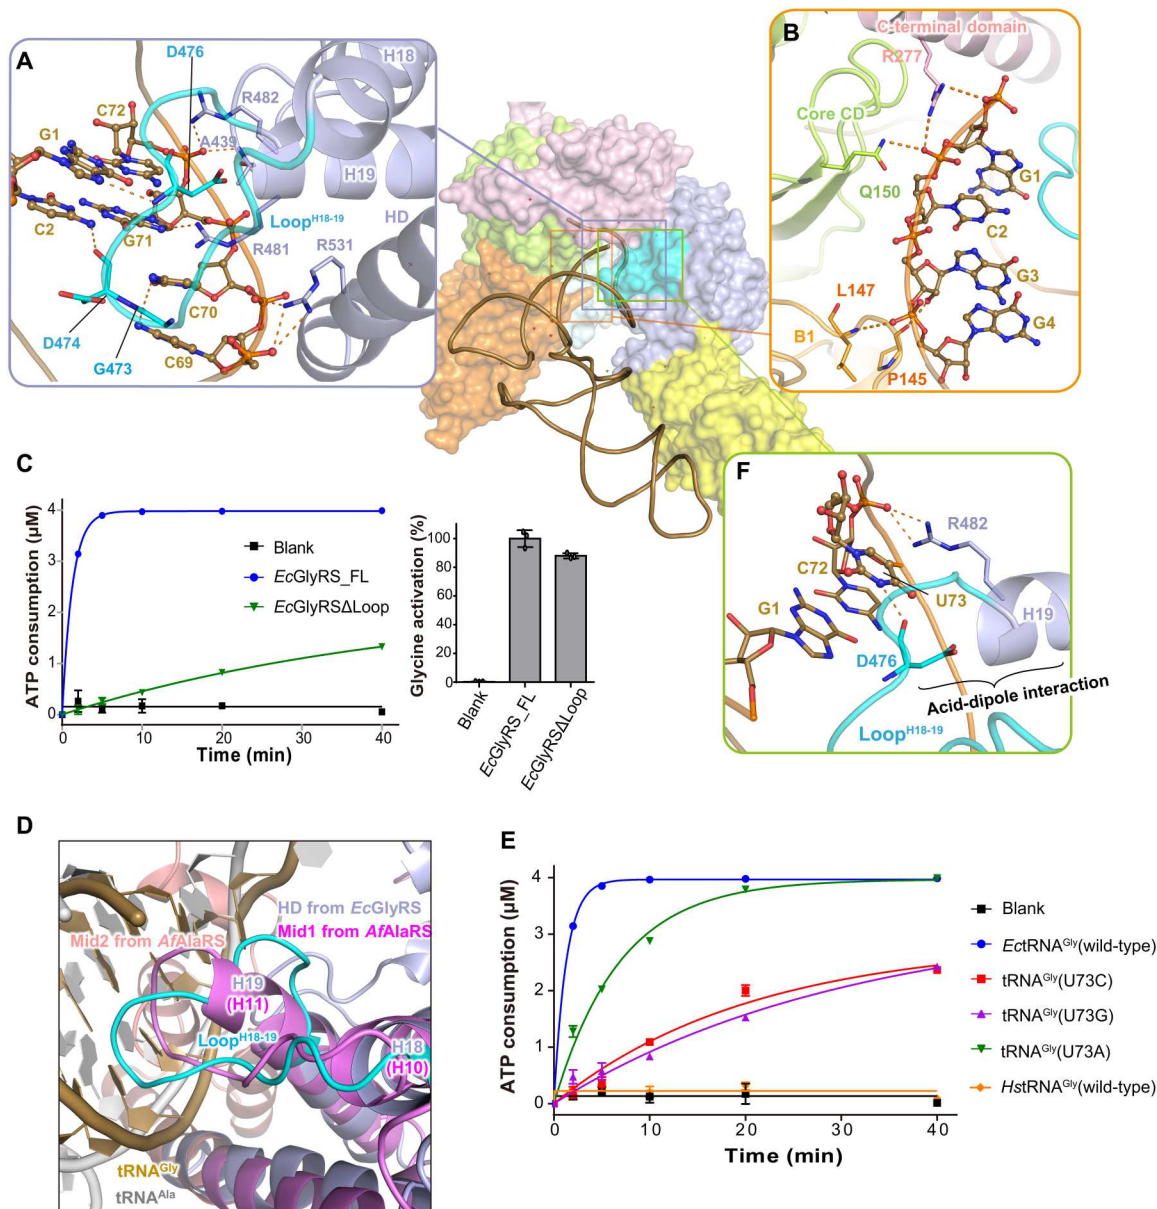 A
D476
H18
C72
R482
G1
A439
H19
Loop^H18-19
HD
C2
G71
R481
R531
D474
C70
G473
C69
B
C-terminal domain
R277
Core CD
Q150
G1
C2
G3
L147
G4
B1
P145
C
ATP consumption (μM)
4
3
2
1
0
0
10
20
30
40
Time (min)
Blank
EcGlyRS_FL
EcGlyRSΔLoop
Glycine activation (%)
100
80
60
40
20
0
Blank
EcGlyRS_FL
EcGlyRSΔLoop
F
R482
C72
G1
U73
H19
D476
Acid-dipole interaction
Loop^H18-19
D
HD from EcGlyRS
Mid2 from AfAlaRS
Mid1 from AfAlaRS
H19
(H11)
Loop^H18-19
H18
(H10)
tRNA^Gly
tRNA^Ala
E
ATP consumption (μM)
4
3
2
1
0
0
10
20
30
40
Time (min)
Blank
EctRNA^Gly(wild-type)
tRNA^Gly(U73C)
tRNA^Gly(U73G)
tRNA^Gly(U73A)
HstRNA^Gly(wild-type)